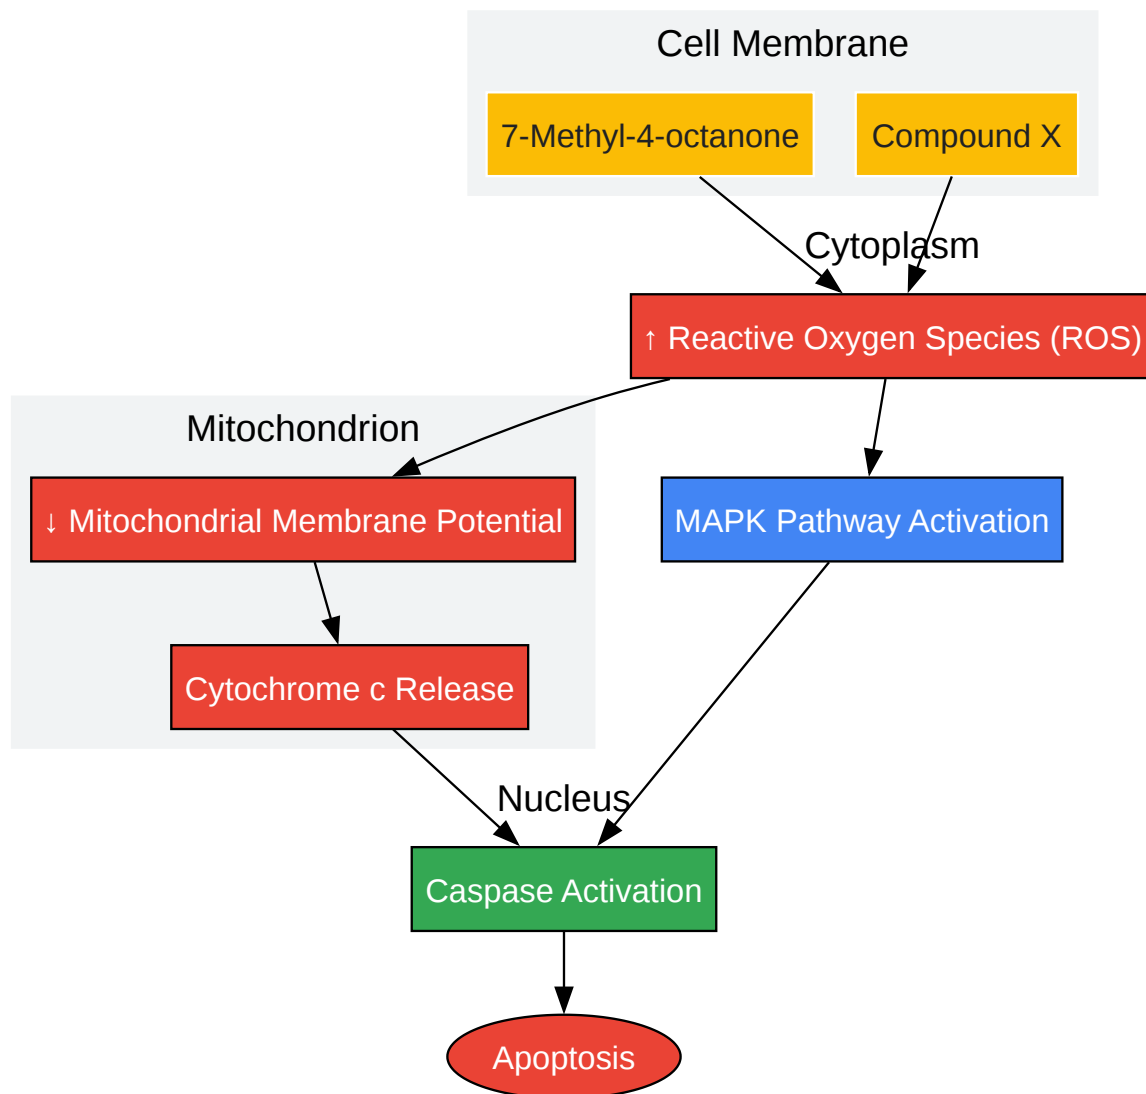 Cell Membrane
7-Methyl-4-octanone
Compound X
Cytoplasm
↑ Reactive Oxygen Species (ROS)
Mitochondrion
↓ Mitochondrial Membrane Potential
MAPK Pathway Activation
Cytochrome c Release
Nucleus
Caspase Activation
Apoptosis